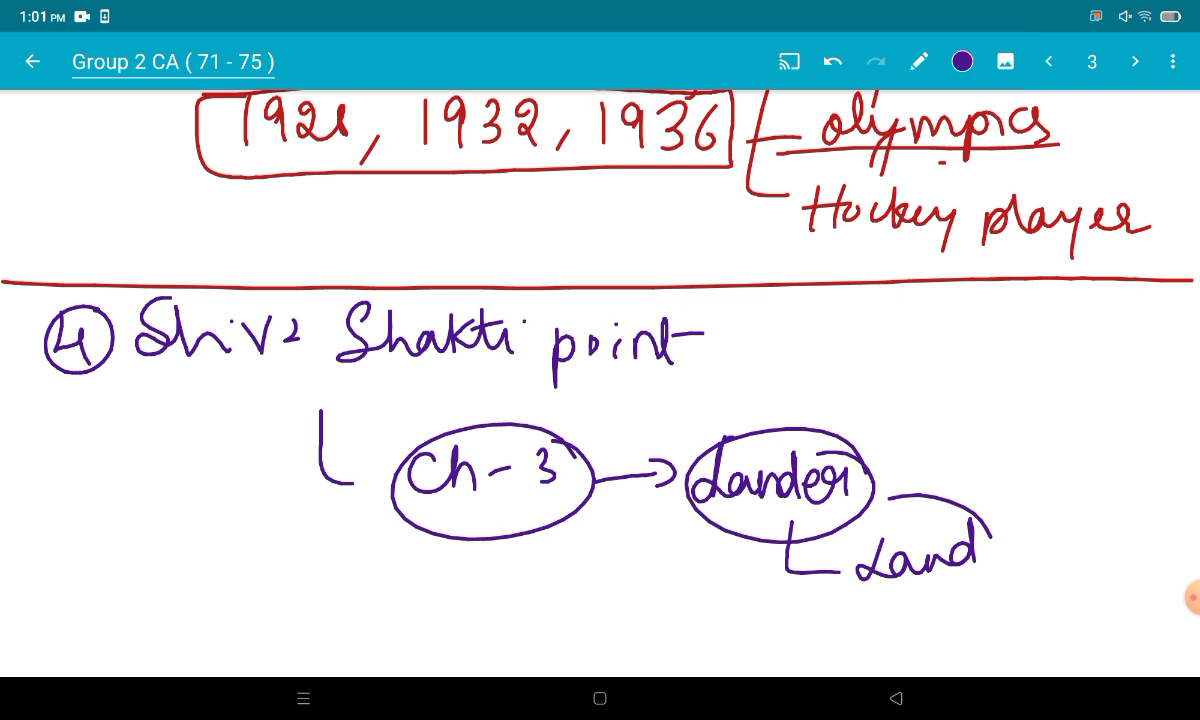 1:01 PM
Group 2 CA ( 71 - 75 )
3
1928, 1932, 1936
olympics
Hockey player
4 Shiva Shakti point
Ch - 3 → Lander
Land